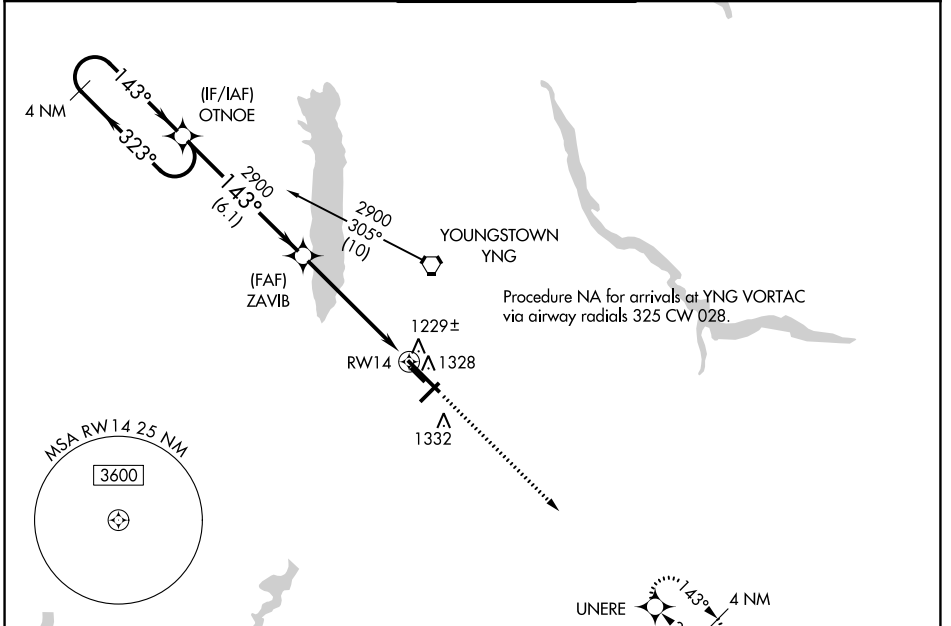 143°
4 NM
323°
(IF/IAF)
OTNOE
2900
143°
(6.1)
2900
305°
(10)
YOUNGSTOWN
YNG
(FAF)
ZAVIB
Procedure NA for arrivals at YNG VORTAC
via airway radials 325 CW 028.
1229±
RW14
1328
1332
MSA RW14 25 NM
3600
UNERE
143°
4 NM